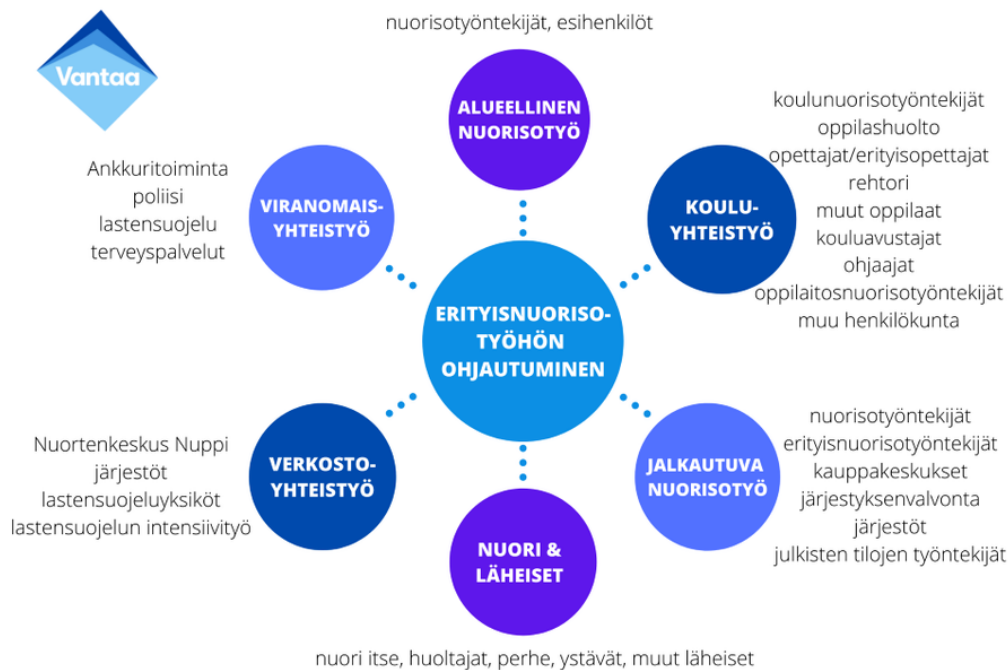 Vantaa
nuorisotyöntekijät, esihenkilöt
ALUEELLINEN
NUORISOTYÖ
koulunuorisotyöntekijät
oppilashuolto
opettajat/erityisopettajat
rehtori
muut oppilaat
kouluavustajat
ohjaajat
oppilaitosnuorisotyöntekijät
muu henkilökunta
KOULU-
YHTEISTYÖ
Ankkuritoiminta
poliisi
lastensuojelu
terveyspalvelut
VIRANOMAIS-
YHTEISTYÖ
ERITYISNUORISO-
TYÖHÖN
OHJAUTUMINEN
Nuortenkeskus Nuppi
järjestöt
lastensuojeluyksiköt
lastensuojelun intensiivityö
VERKOSTO-
YHTEISTYÖ
JALKAUTUVA
NUORISOTYÖ
nuorisotyöntekijät
erityisnuorisotyöntekijät
kauppakeskukset
järjestyksenvalvonta
järjestöt
julkisten tilojen työntekijät
NUORI &
LÄHEISET
nuori itse, huoltajat, perhe, ystävät, muut läheiset